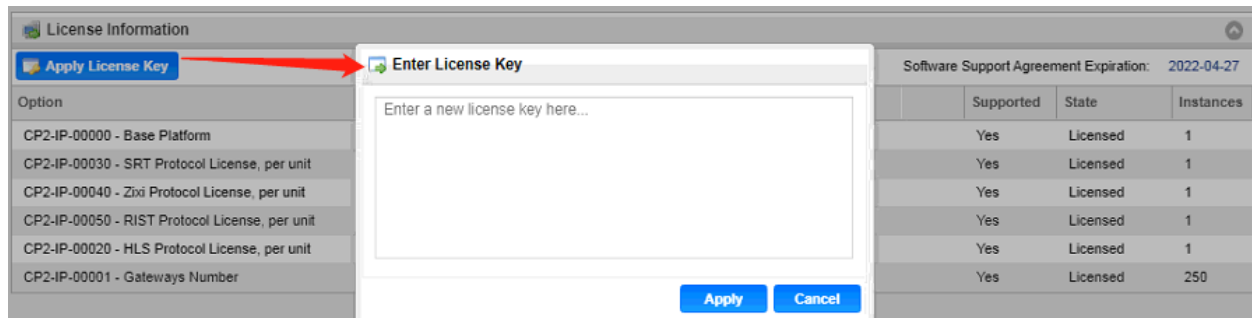 License Information
Apply License Key
Enter License Key
Software Support Agreement Expiration: 2022-04-27
Option Supported State Instances
Enter a new license key here...
CP2-IP-00000 - Base Platform Yes Licensed 1
CP2-IP-00030 - SRT Protocol License, per unit Yes Licensed 1
CP2-IP-00040 - Zixi Protocol License, per unit Yes Licensed 1
CP2-IP-00050 - RIST Protocol License, per unit Yes Licensed 1
CP2-IP-00020 - HLS Protocol License, per unit Yes Licensed 1
CP2-IP-00001 - Gateways Number Yes Licensed 250
Apply Cancel